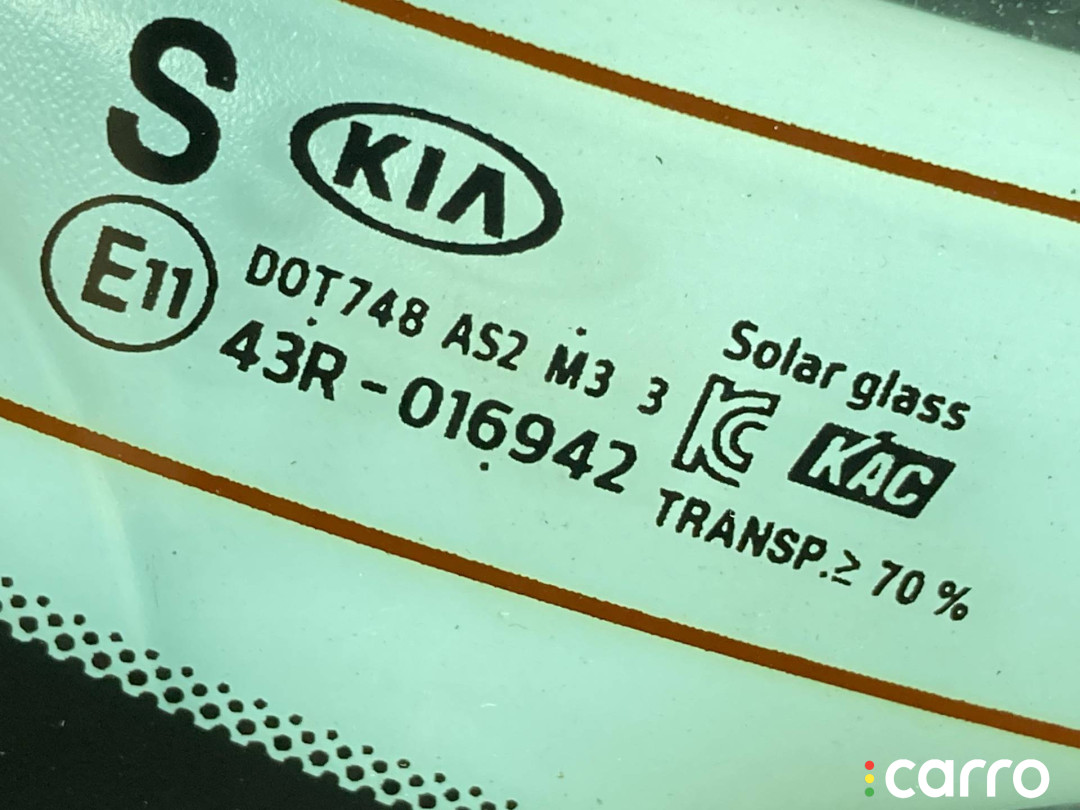 S
KIA
E11
DOT748 AS2 M3 3
43R-016942
Solar glass
KC
KAC
TRANSP.≥ 70 %
carro